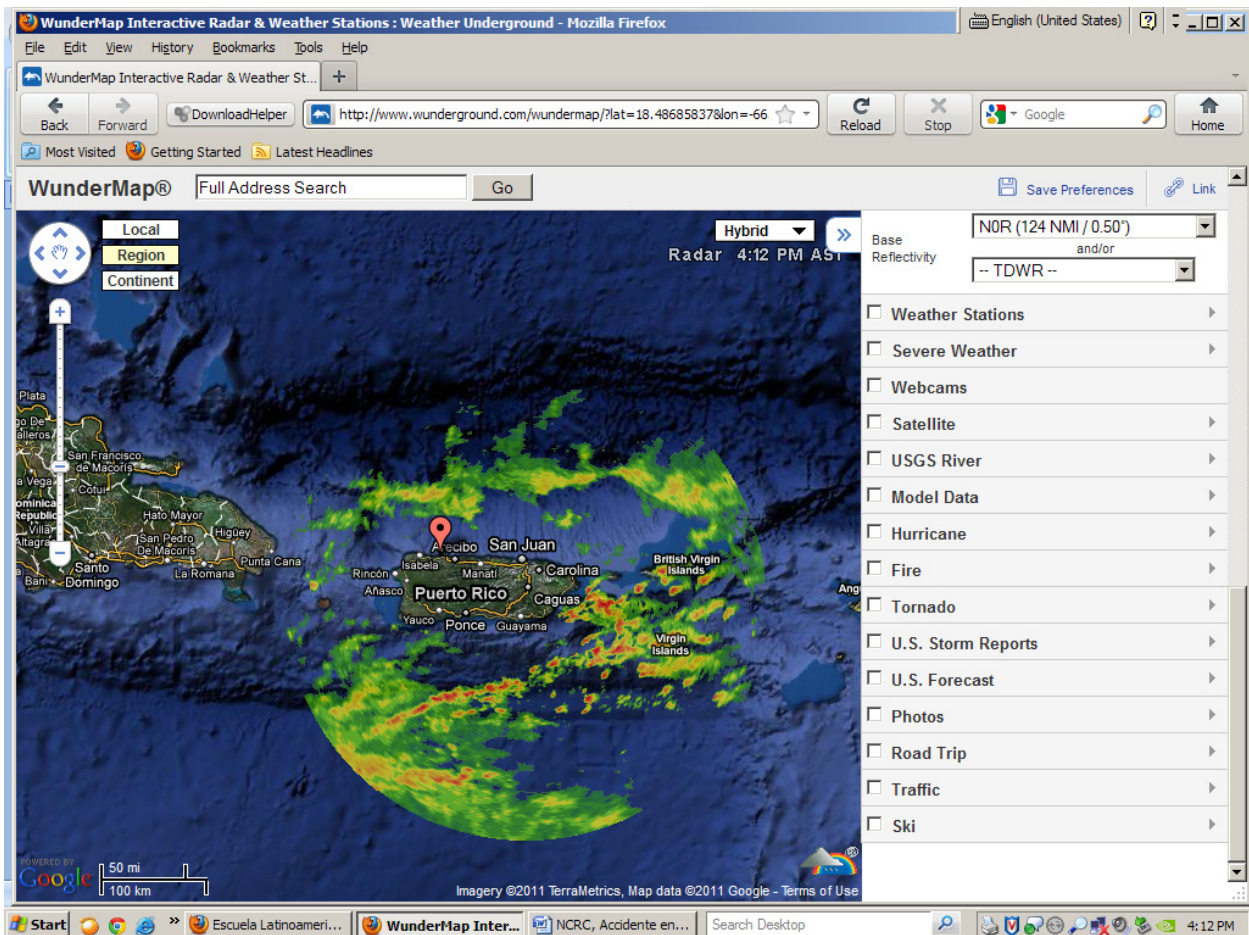 WunderMap Interactive Radar & Weather Stations : Weather Underground - Mozilla Firefox
English (United States)
File Edit View History Bookmarks Tools Help
WunderMap Interactive Radar & Weather St...
Back
Forward
DownloadHelper
http://www.wunderground.com/wundermap/?lat=18.48685837&lon=-66
Reload
Stop
Google
Home
Most Visited Getting Started Latest Headlines
WunderMap®
Full Address Search
Go
Save Preferences
Link
Local
Region
Continent
Hybrid
Radar 4:12 PM AST
Base Reflectivity
N0R (124 NMI / 0.50°)
and/or
-- TDWR --
Weather Stations
Severe Weather
Webcams
Satellite
USGS River
Model Data
Hurricane
Fire
Tornado
U.S. Storm Reports
U.S. Forecast
Photos
Road Trip
Traffic
Ski
Plata
San Francisco
de Macorís
a Vega
Cotuí
Hato Mayor
Higüey
San Pedro
De Macorís
Punta Cana
La Romana
Santo
Domingo
Bani
Arecibo
San Juan
Isabela
Rincón
Manatí
Carolina
Añasco
Puerto Rico
Caguas
Yauco
Ponce
Guayama
British Virgin
Islands
Virgin
Islands
Ang
POWERED BY
Google
50 mi
100 km
Imagery ©2011 TerraMetrics, Map data ©2011 Google - Terms of Use
Start
Escuela Latinoameri...
WunderMap Inter...
NCRC, Accidente en...
Search Desktop
4:12 PM